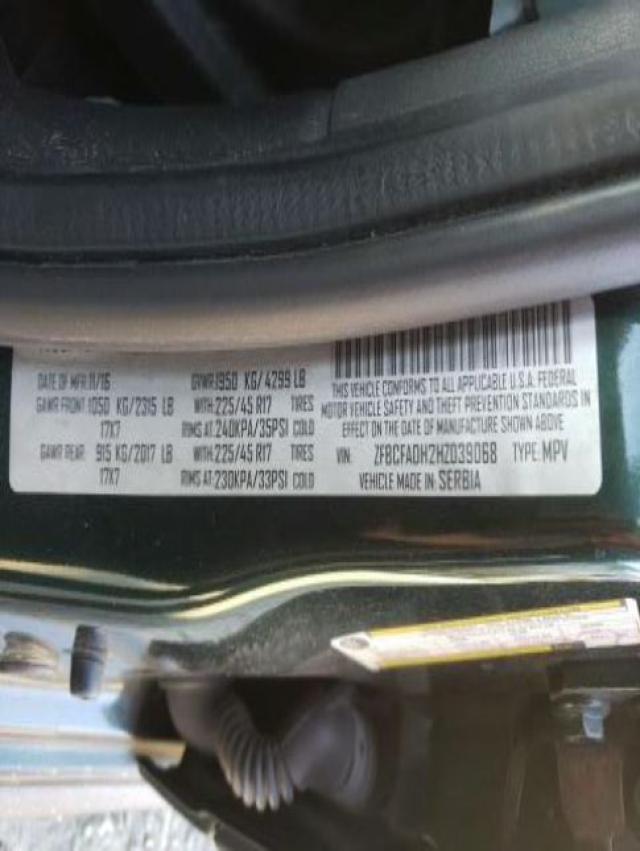 DATE OF MFR.11/16 GVWR.1950 KG/4299 LB
GAWR FRONT 1050 KG/2315 LB WITH 225/45 R17 TIRES
17X7 RIMS AT 240KPA/35PSI COLD
GAWR REAR 915 KG/2017 LB WITH 225/45 R17 TIRES
17X7 RIMS AT 230KPA/33PSI COLD
THIS VEHICLE CONFORMS TO ALL APPLICABLE U.S.A. FEDERAL
MOTOR VEHICLE SAFETY AND THEFT PREVENTION STANDARDS IN
EFFECT ON THE DATE OF MANUFACTURE SHOWN ABOVE
VIN: ZFBCFADH2HZ039068 TYPE: MPV
VEHICLE MADE IN: SERBIA